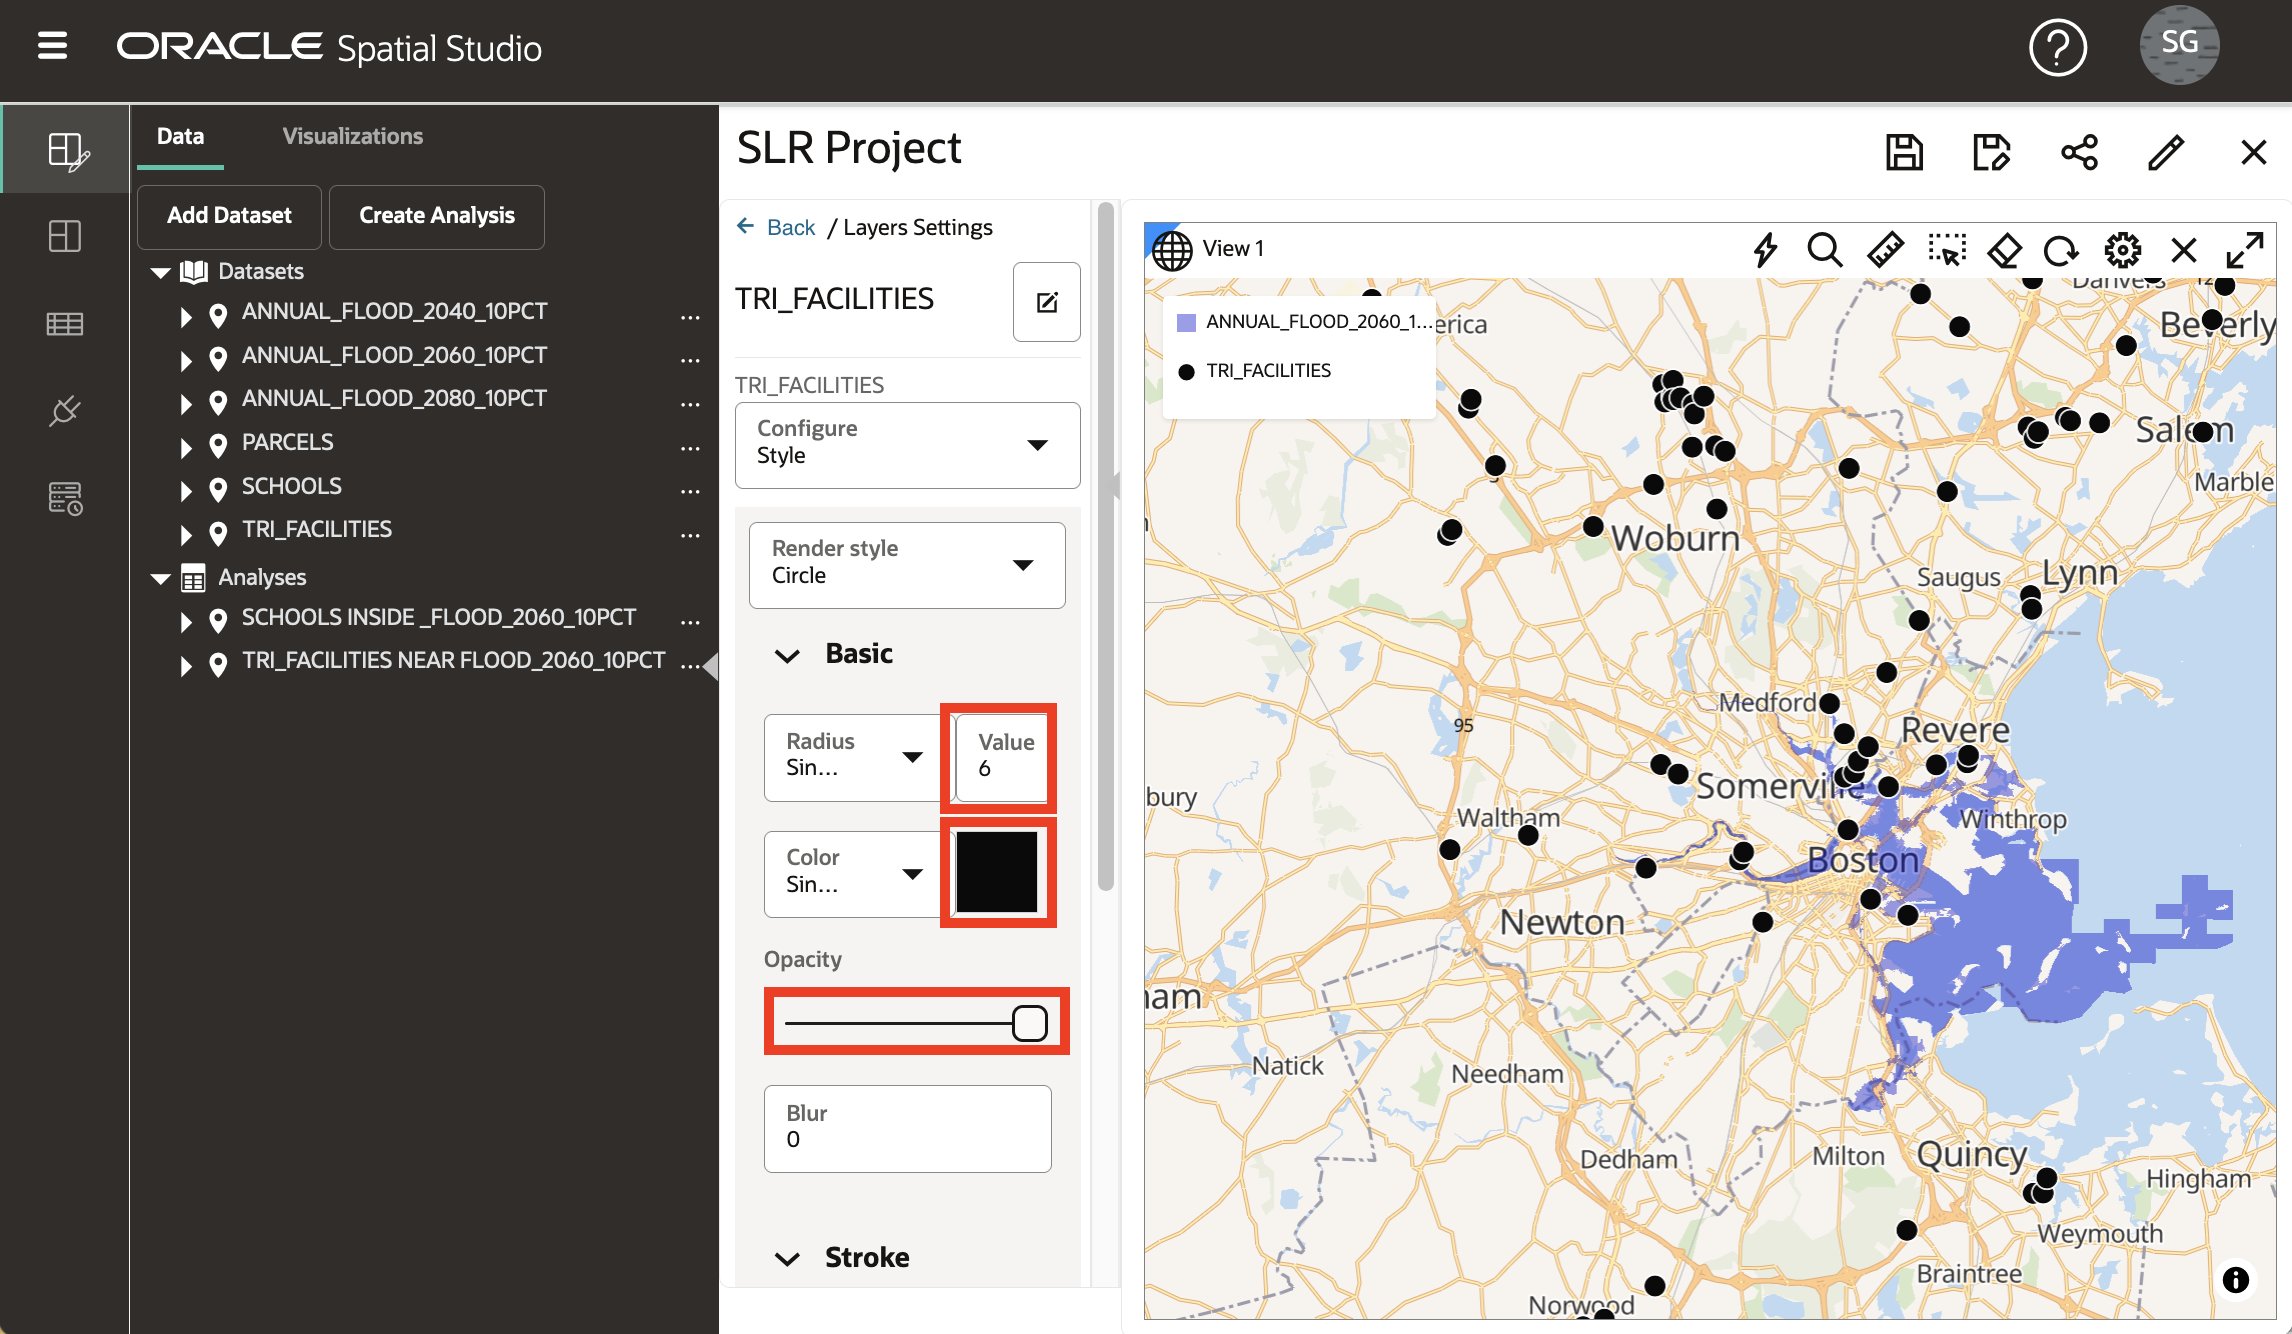 ORACLE Spatial Studio
SG
Data
Visualizations
Add Dataset
Create Analysis
Datasets
ANNUAL_FLOOD_2040_10PCT
ANNUAL_FLOOD_2060_10PCT
ANNUAL_FLOOD_2080_10PCT
PARCELS
SCHOOLS
TRI_FACILITIES
Analyses
SCHOOLS INSIDE _FLOOD_2060_10PCT
TRI_FACILITIES NEAR FLOOD_2060_10PCT
SLR Project
Back / Layers Settings
TRI_FACILITIES
TRI_FACILITIES
Configure
Style
Render style
Circle
Basic
Radius
Sin...
Value
6
Color
Sin...
Opacity
Blur
0
Stroke
View 1
ANNUAL_FLOOD_2060_1...
TRI_FACILITIES
erica
Danvers
Beverly
Salem
Marble
Woburn
Saugus
Lynn
Medford
Revere
95
Somerville
bury
Waltham
Winthrop
Boston
Newton
ham
Natick
Needham
Dedham
Milton
Quincy
Hingham
Weymouth
Braintree
Norwood